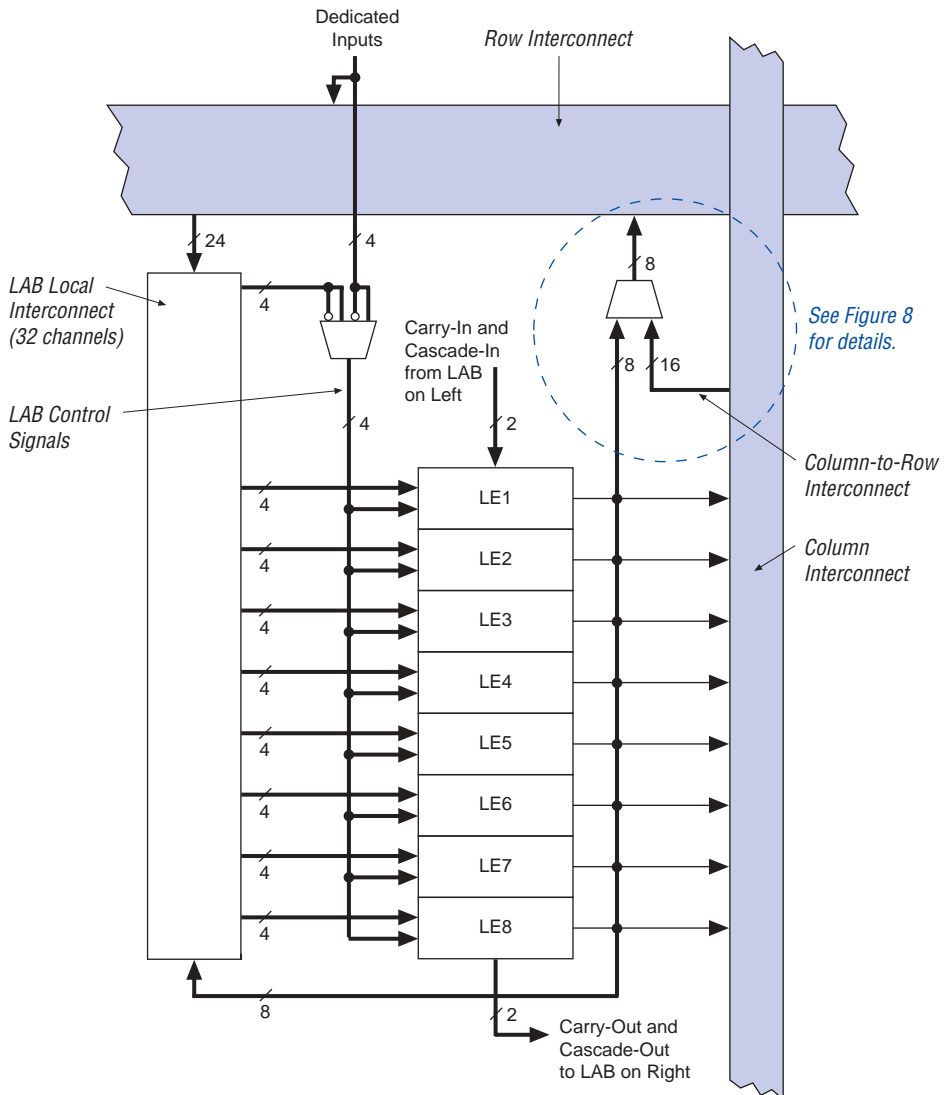 Dedicated
Inputs
Row Interconnect
24
4
8
LAB Local
Interconnect
(32 channels)
4
See Figure 8
for details.
Carry-In and
Cascade-In
from LAB
on Left
8
16
LAB Control
Signals
4
2
Column-to-Row
Interconnect
4
LE1
4
LE2
Column
Interconnect
4
LE3
4
LE4
4
LE5
4
LE6
4
LE7
4
LE8
8
2
Carry-Out and
Cascade-Out
to LAB on Right